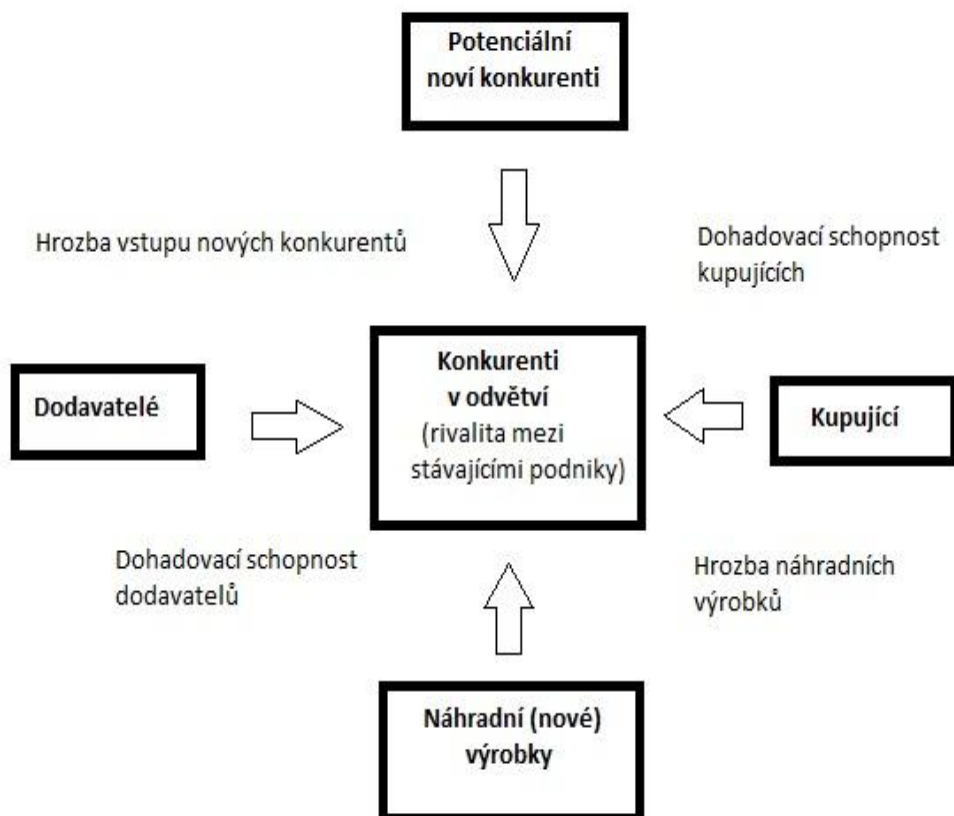 Potenciální
noví konkurenti
Hrozba vstupu nových konkurentů
Dohadovací schopnost
kupujících
Dodavatelé
Konkurenti
v odvětví
(rivalita mezi
stávajícími podniky)
Kupující
Dohadovací schopnost
dodavatelů
Hrozba náhradních
výrobků
Náhradní (nové)
výrobky